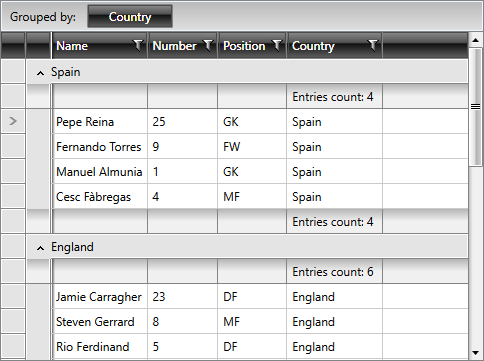 Grouped by: Country
Name Number Position Country
Spain
Entries count: 4
Pepe Reina 25 GK Spain
Fernando Torres 9 FW Spain
Manuel Almunia 1 GK Spain
Cesc Fàbregas 4 MF Spain
Entries count: 4
England
Entries count: 6
Jamie Carragher 23 DF England
Steven Gerrard 8 MF England
Rio Ferdinand 5 DF England